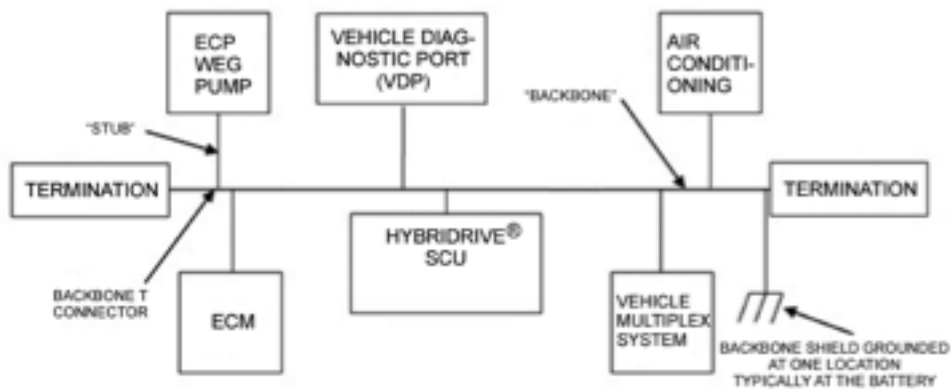 ECP
WEG
PUMP
VEHICLE DIAG-
NOSTIC PORT
(VDP)
AIR
CONDITI-
ONING
"BACKBONE"
"STUB"
TERMINATION
TERMINATION
HYBRIDRIVE®
SCU
BACKBONE T
CONNECTOR
ECM
VEHICLE
MULTIPLEX
SYSTEM
BACKBONE SHIELD GROUNDED
AT ONE LOCATION
TYPICALLY AT THE BATTERY